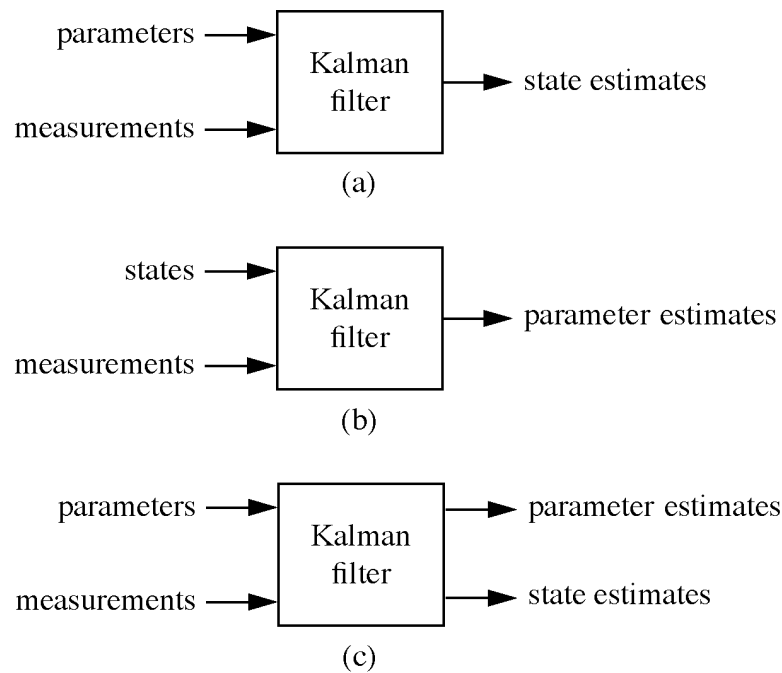 parameters
measurements
Kalman
filter
state estimates
(a)
states
measurements
Kalman
filter
parameter estimates
(b)
parameters
measurements
Kalman
filter
parameter estimates
state estimates
(c)